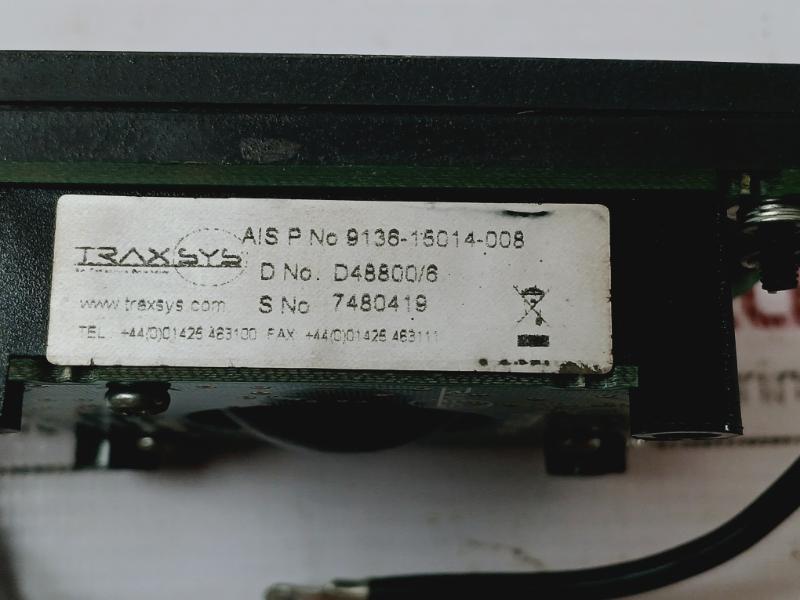 TRAXSYS
AIS P No 9136-15014-008
D No. D48800/6
www.traxsys.com
S No 7480419
TEL +44(0)01425 463100 FAX +44(0)01425 463111